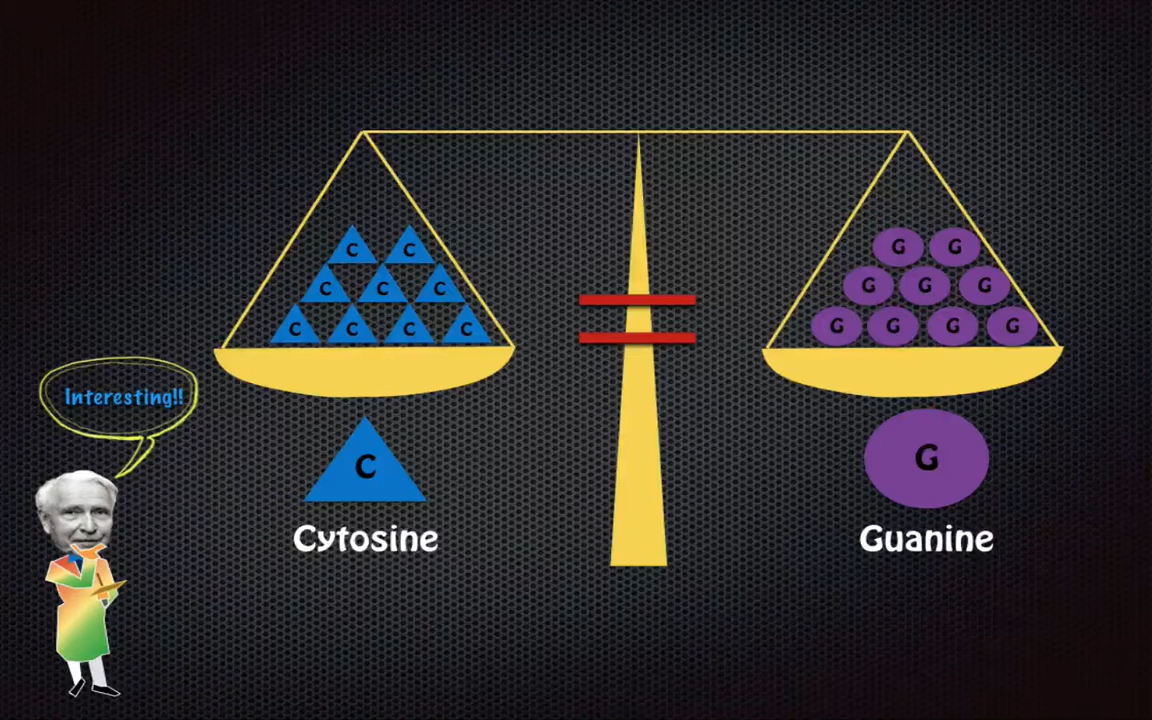 C C
C C C
C C C C
G G
G G G
G G G G
Interesting!!
C
Cytosine
G
Guanine